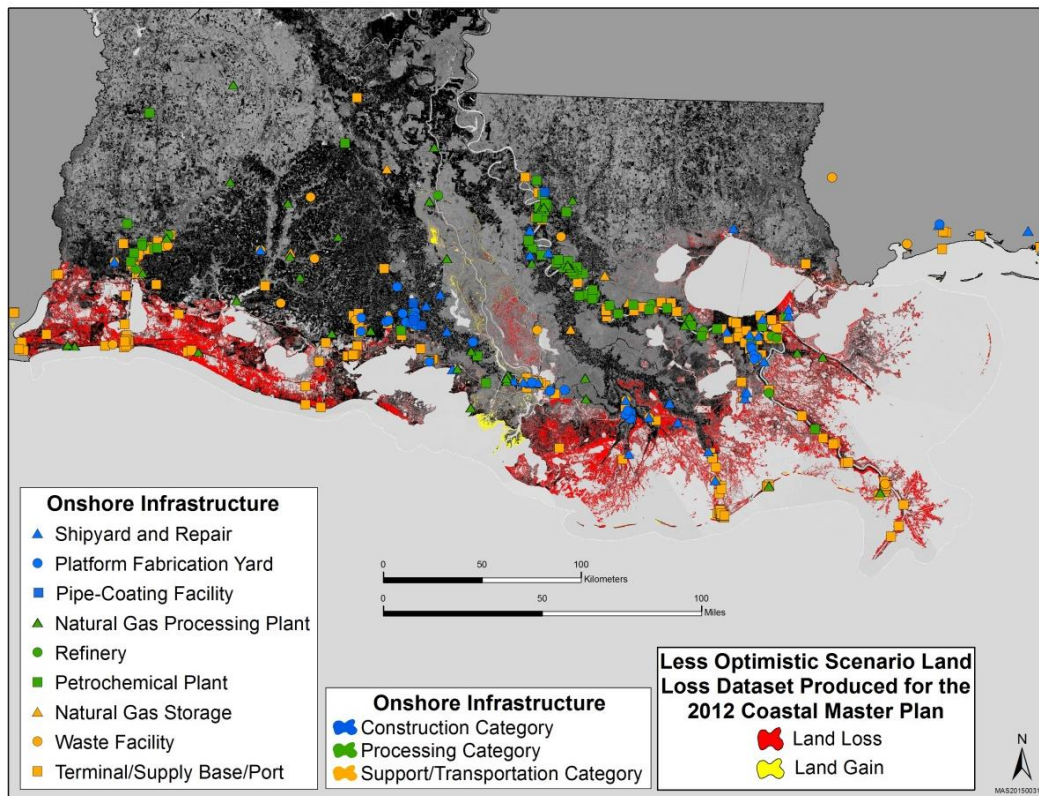 Onshore Infrastructure
Shipyard and Repair
Platform Fabrication Yard
Pipe-Coating Facility
Natural Gas Processing Plant
Refinery
Petrochemical Plant
Natural Gas Storage
Waste Facility
Terminal/Supply Base/Port
0 50 100
Kilometers
0 50 100
Miles
Onshore Infrastructure
Construction Category
Processing Category
Support/Transportation Category
Less Optimistic Scenario Land
Loss Dataset Produced for the
2012 Coastal Master Plan
Land Loss
Land Gain
N